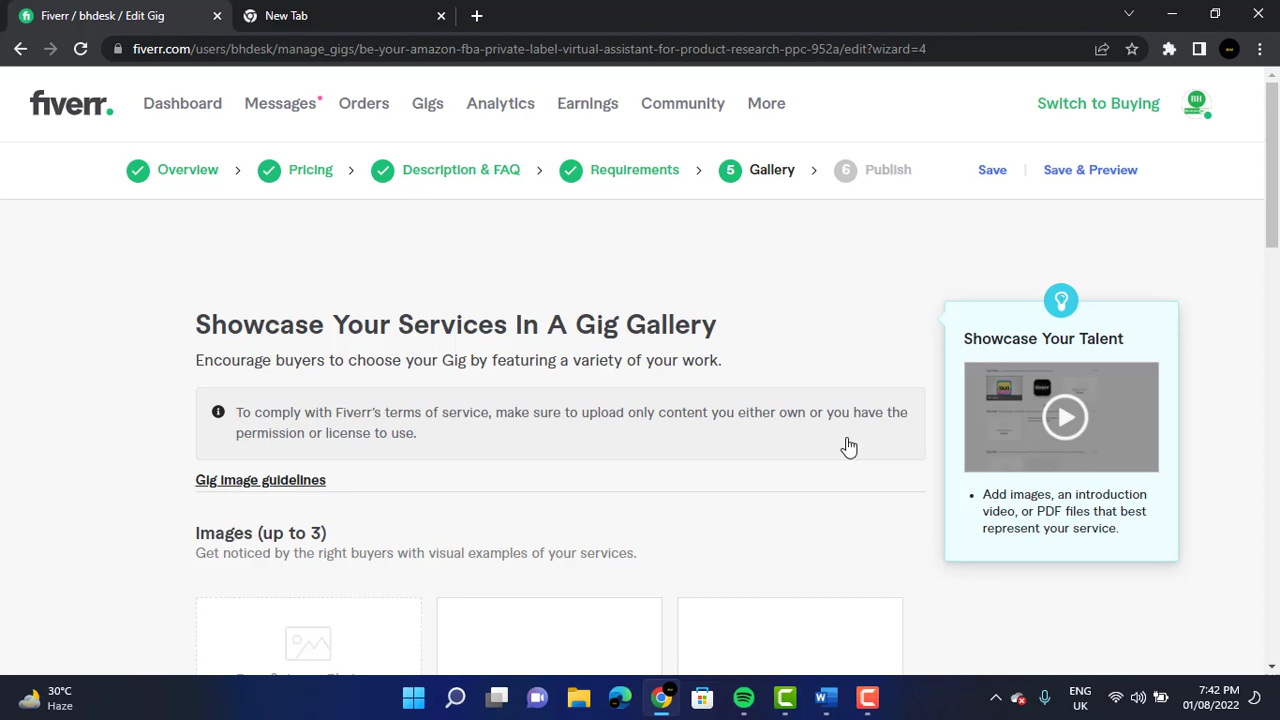 Fiverr / bhdesk / Edit Gig
New Tab
fiverr.com/users/bhdesk/manage_gigs/be-your-amazon-fba-private-label-virtual-assistant-for-product-research-ppc-952a/edit?wizard=4
fiverr.
Dashboard Messages Orders Gigs Analytics Earnings Community More Switch to Buying
BH
Overview Pricing Description & FAQ Requirements 5 Gallery 6 Publish Save Save & Preview
Showcase Your Services In A Gig Gallery
Encourage buyers to choose your Gig by featuring a variety of your work.
To comply with Fiverr's terms of service, make sure to upload only content you either own or you have the
permission or license to use.
Gig image guidelines
Images (up to 3)
Get noticed by the right buyers with visual examples of your services.
Showcase Your Talent
Add images, an introduction
video, or PDF files that best
represent your service.
30°C
Haze
ENG
UK
7:42 PM
01/08/2022